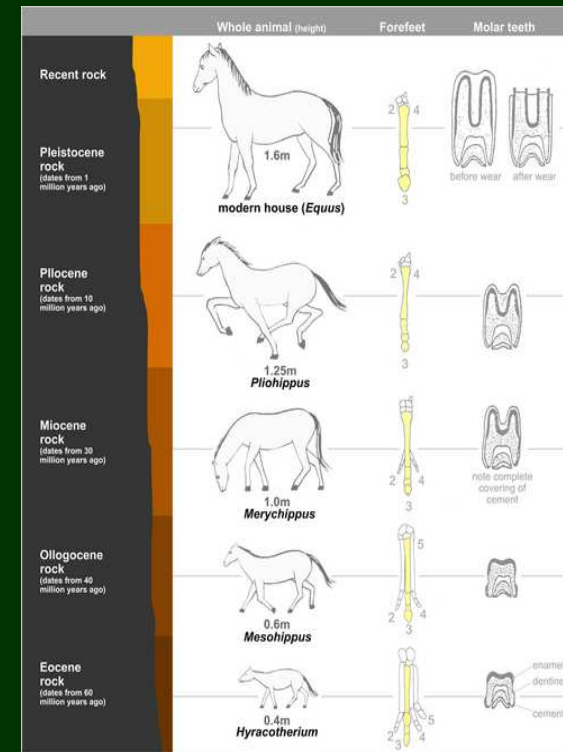 Whole animal (height) Forefeet Molar teeth
Recent rock
2 4
1.6m
3
before wear after wear
modern house (Equus)
Pleistocene
rock
(dates from 1
million years ago)
Pllocene
rock
(dates from 10
million years ago)
2 4
3
1.25m
Pliohippus
Miocene
rock
(dates from 30
million years ago)
2 4
3
note complete
covering of
cement
1.0m
Merychippus
Ollogocene
rock
(dates from 40
million years ago)
5
2 4
3
0.6m
Mesohippus
Eocene
rock
(dates from 60
million years ago)
enamel
dentine
cement
5
2 4
3
0.4m
Hyracotherium